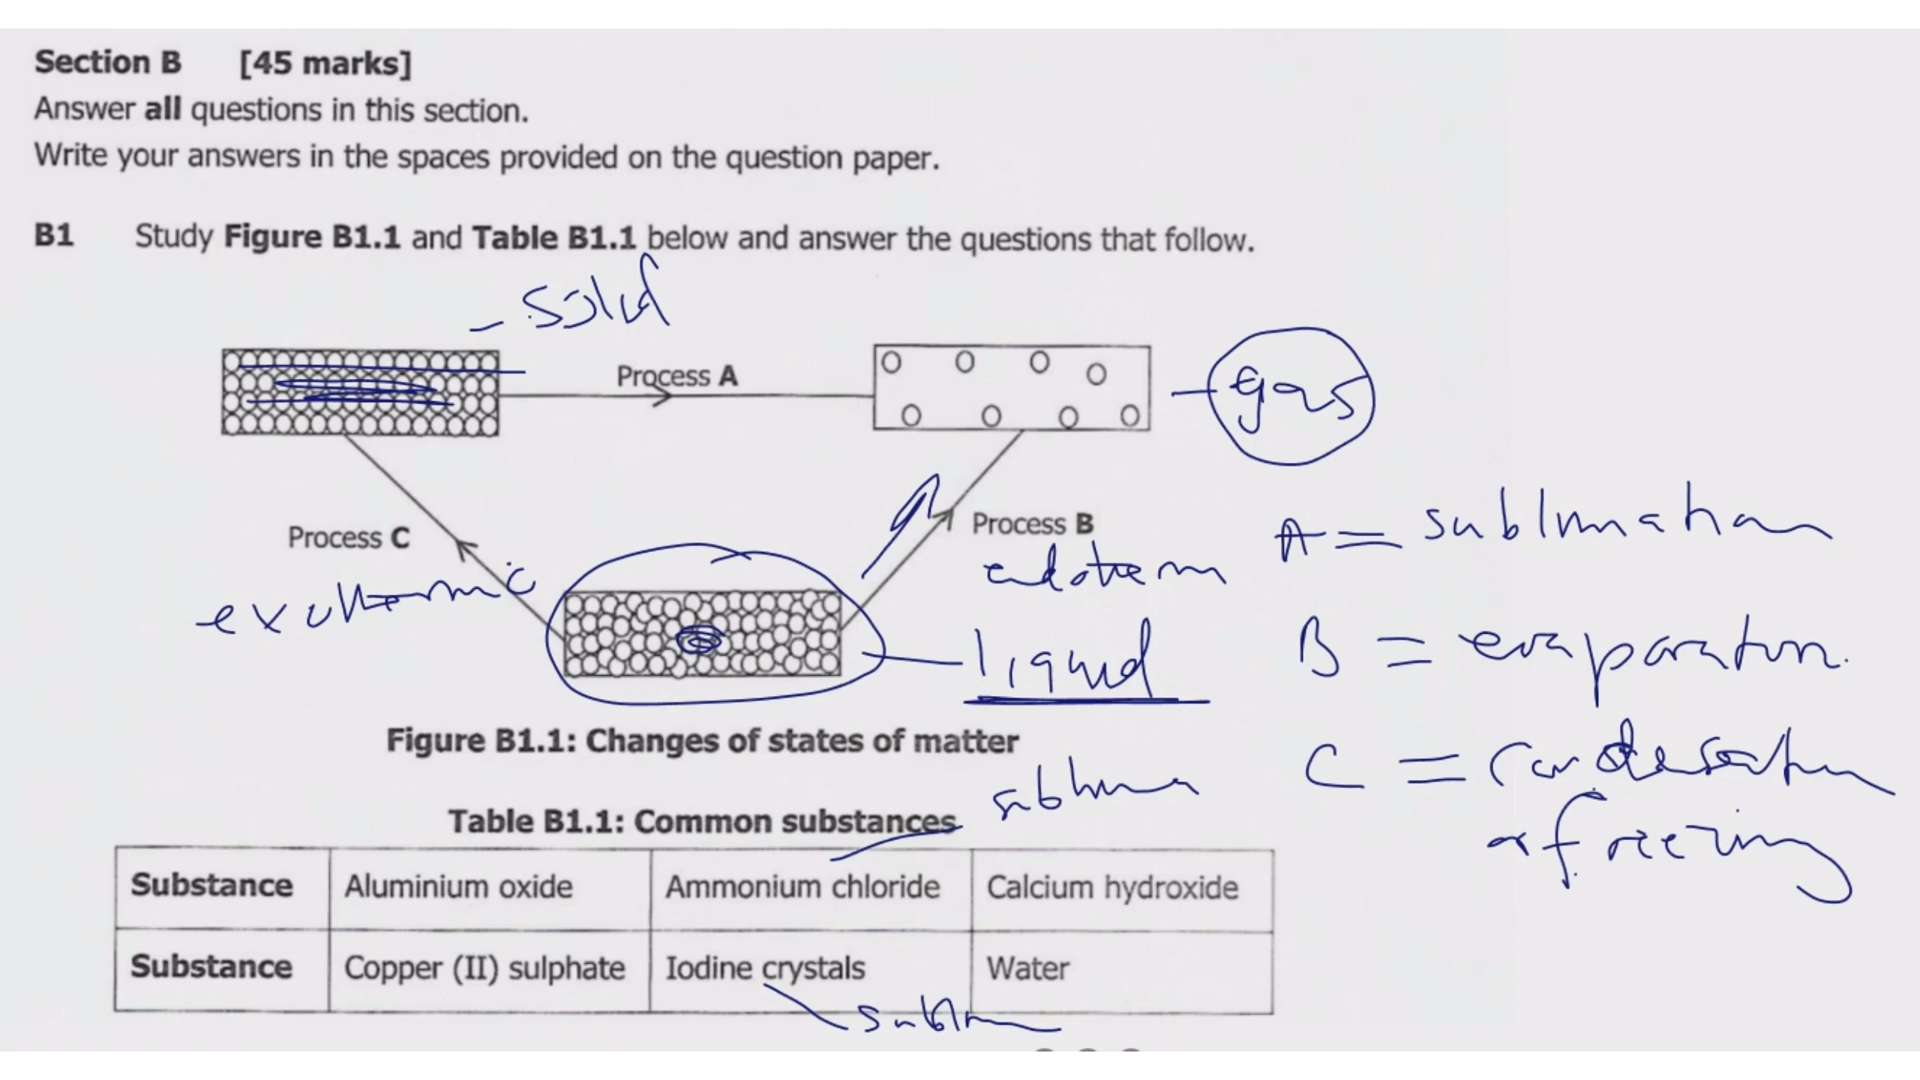 Section B [45 marks]
Answer all questions in this section.
Write your answers in the spaces provided on the question paper.
B1 Study Figure B1.1 and Table B1.1 below and answer the questions that follow.
- solid
Process A
- gas
Process C
Process B
A = sublimation
exothermic
endotherm
liquid
B = evaporation.
Figure B1.1: Changes of states of matter
C = condensation
or freezing
sublima
Table B1.1: Common substances
Substance Aluminium oxide Ammonium chloride Calcium hydroxide
Substance Copper (II) sulphate Iodine crystals Water
sublim